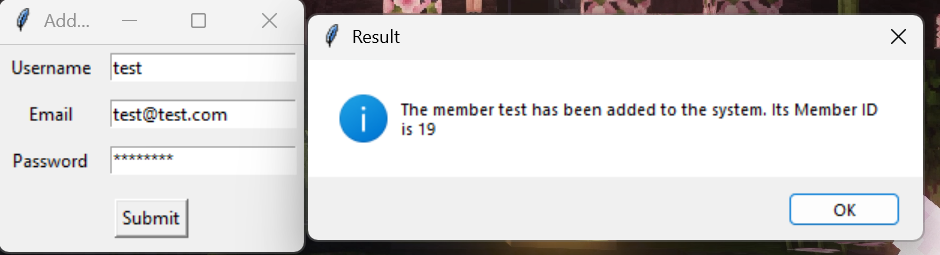 Add...
Username test
Email test@test.com
Password ********
Submit
Result
The member test has been added to the system. Its Member ID
is 19
OK